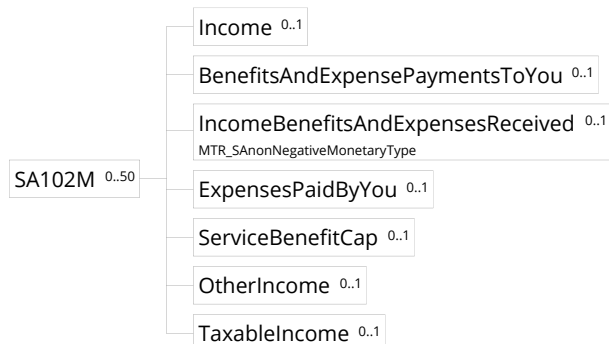 Income 0..1
BenefitsAndExpensePaymentsToYou 0..1
IncomeBenefitsAndExpensesReceived 0..1
MTR_SAnonNegativeMonetaryType
SA102M 0..50
ExpensesPaidByYou 0..1
ServiceBenefitCap 0..1
OtherIncome 0..1
TaxableIncome 0..1